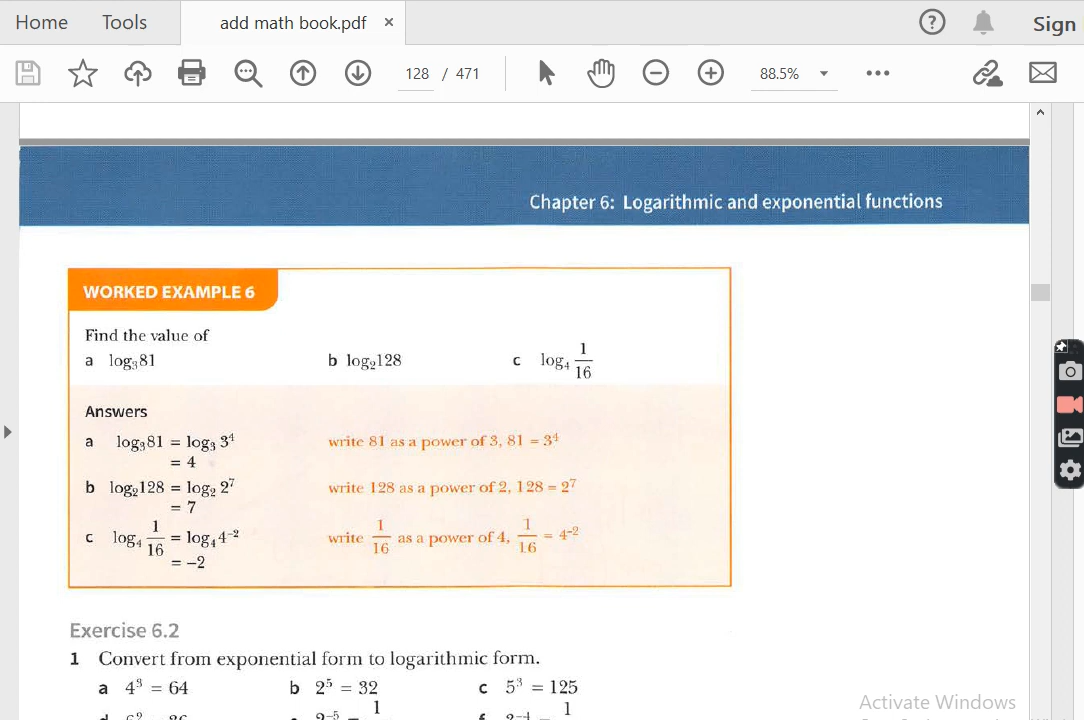 Home Tools add math book.pdf × ? Sign
128 / 471 88.5%
Chapter 6: Logarithmic and exponential functions
WORKED EXAMPLE 6
Find the value of
a log₃81 b log₂128 c log₄ 1/16
Answers
a log₃81 = log₃ 3⁴ write 81 as a power of 3, 81 = 3⁴
= 4
b log₂128 = log₂ 2⁷ write 128 as a power of 2, 128 = 2⁷
= 7
c log₄ 1/16 = log₄4⁻² write 1/16 as a power of 4, 1/16 = 4⁻²
= −2
Exercise 6.2
1 Convert from exponential form to logarithmic form.
a 4³ = 64 b 2⁵ = 32 c 5³ = 125
Activate Windows